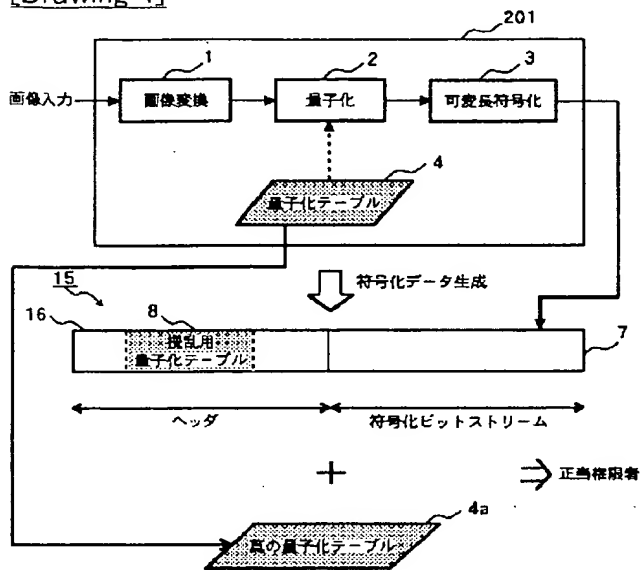 [Drawing 4]
201
1
2
3
画像入力
画像変換
量子化
可変長符号化
4
量子化テーブル
15
符号化データ生成
16
8
撹乱用
量子化テーブル
7
ヘッダ
符号化ビットストリーム
+
正当権限者
4a
真の量子化テーブル